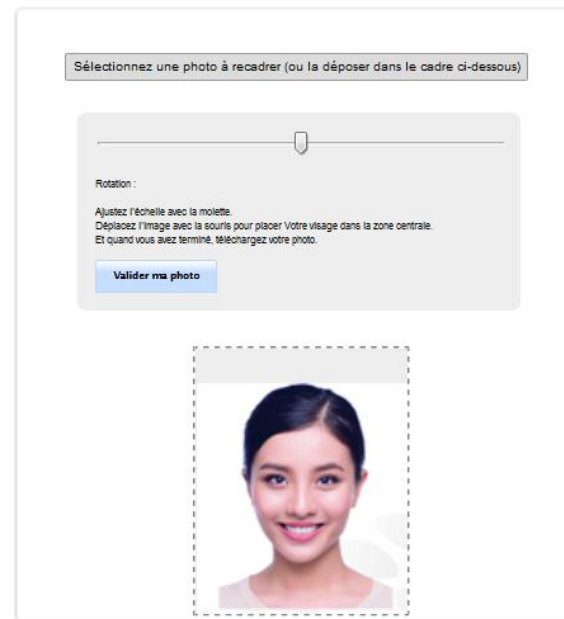 Sélectionnez une photo à recadrer (ou la déposer dans le cadre ci-dessous)
Rotation :
Ajustez l'échelle avec la molette.
Déplacez l'image avec la souris pour placer Votre visage dans la zone centrale.
Et quand vous avez terminé, téléchargez votre photo.
Valider ma photo